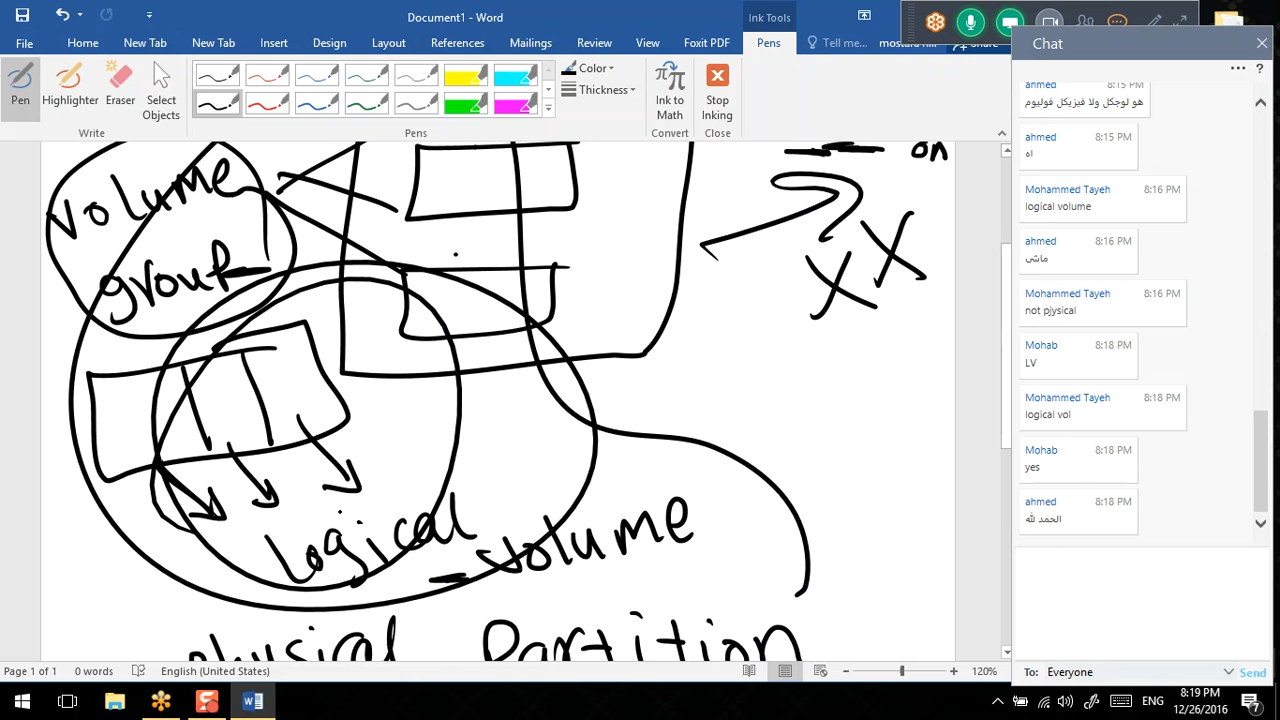 Document1 - Word
Ink Tools
File
Home
New Tab
New Tab
Insert
Design
Layout
References
Mailings
Review
View
Foxit PDF
Pens
Tell me...
Share
Pen
Highlighter
Eraser
Select
Objects
Color
Thickness
Ink to
Math
Stop
Inking
Write
Pens
Convert
Close
volume
group
on
X X
logical
-volume
physical Partition
Chat
ahmed 8:15 PM
هو لوجكل ولا فيزيكل فوليوم
ahmed 8:15 PM
اه
Mohammed Tayeh 8:16 PM
logical volume
ahmed 8:16 PM
ماشى
Mohammed Tayeh 8:16 PM
not pjysical
Mohab 8:18 PM
LV
Mohammed Tayeh 8:18 PM
logical vol
Mohab 8:18 PM
yes
ahmed 8:18 PM
الحمد لله
To: Everyone
Send
Page 1 of 1
0 words
English (United States)
120%
ENG
8:19 PM
12/26/2016
7